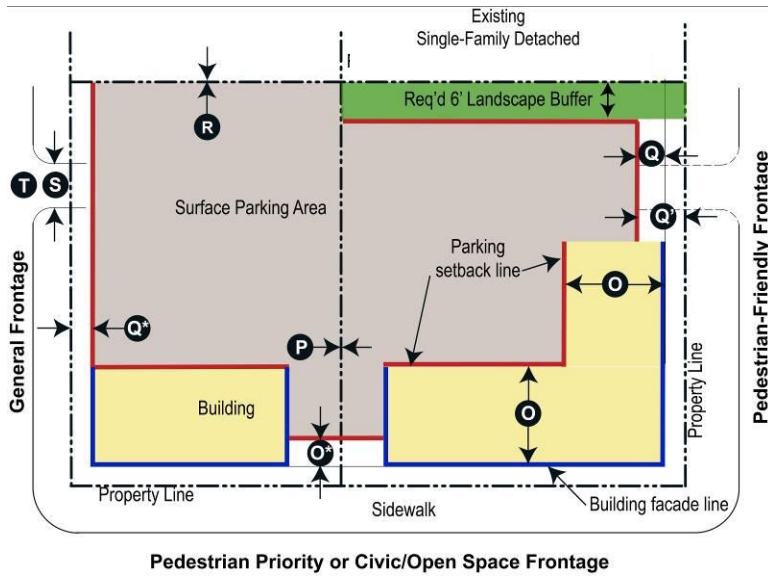 Existing
Single-Family Detached
Req'd 6' Landscape Buffer
R
Q
T S
Surface Parking Area
Q'
Parking
setback line
O
General Frontage
Pedestrian-Friendly Frontage
Q*
P
Property Line
Building
O
O*
Property Line
Sidewalk
Building facade line
Pedestrian Priority or Civic/Open Space Frontage